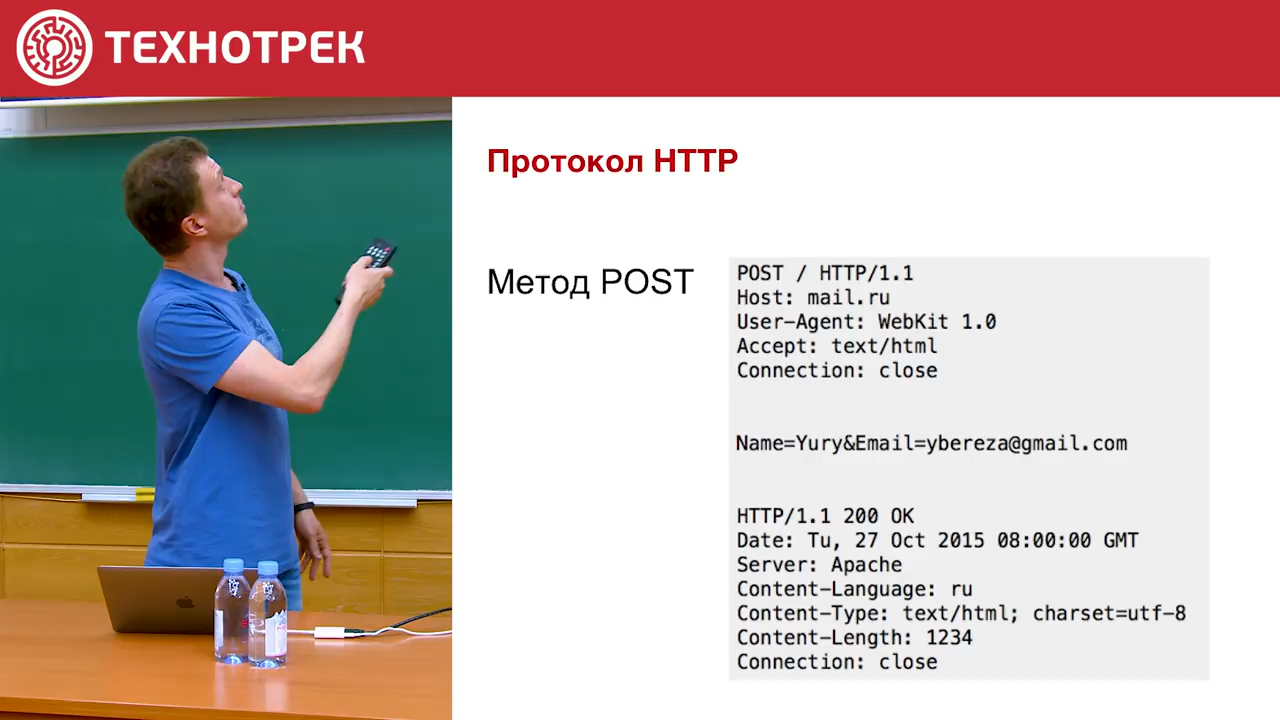 ТЕХНОТРЕК
Протокол HTTP
Метод POST
POST / HTTP/1.1
Host: mail.ru
User-Agent: WebKit 1.0
Accept: text/html
Connection: close
Name=Yury&Email=ybereza@gmail.com
HTTP/1.1 200 OK
Date: Tu, 27 Oct 2015 08:00:00 GMT
Server: Apache
Content-Language: ru
Content-Type: text/html; charset=utf-8
Content-Length: 1234
Connection: close